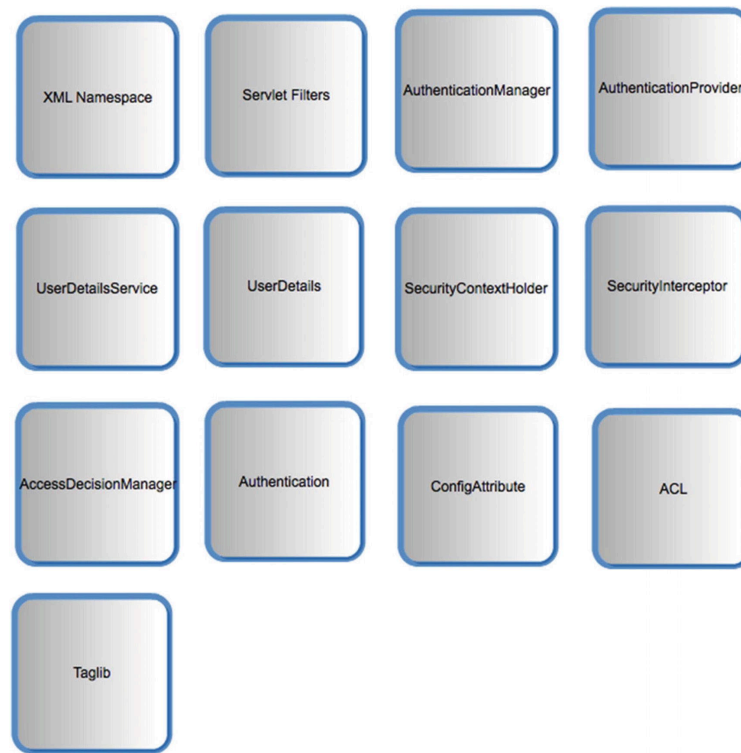 XML Namespace
Servlet Filters
AuthenticationManager
AuthenticationProvider
UserDetailsService
UserDetails
SecurityContextHolder
SecurityInterceptor
AccessDecisionManager
Authentication
ConfigAttribute
ACL
Taglib